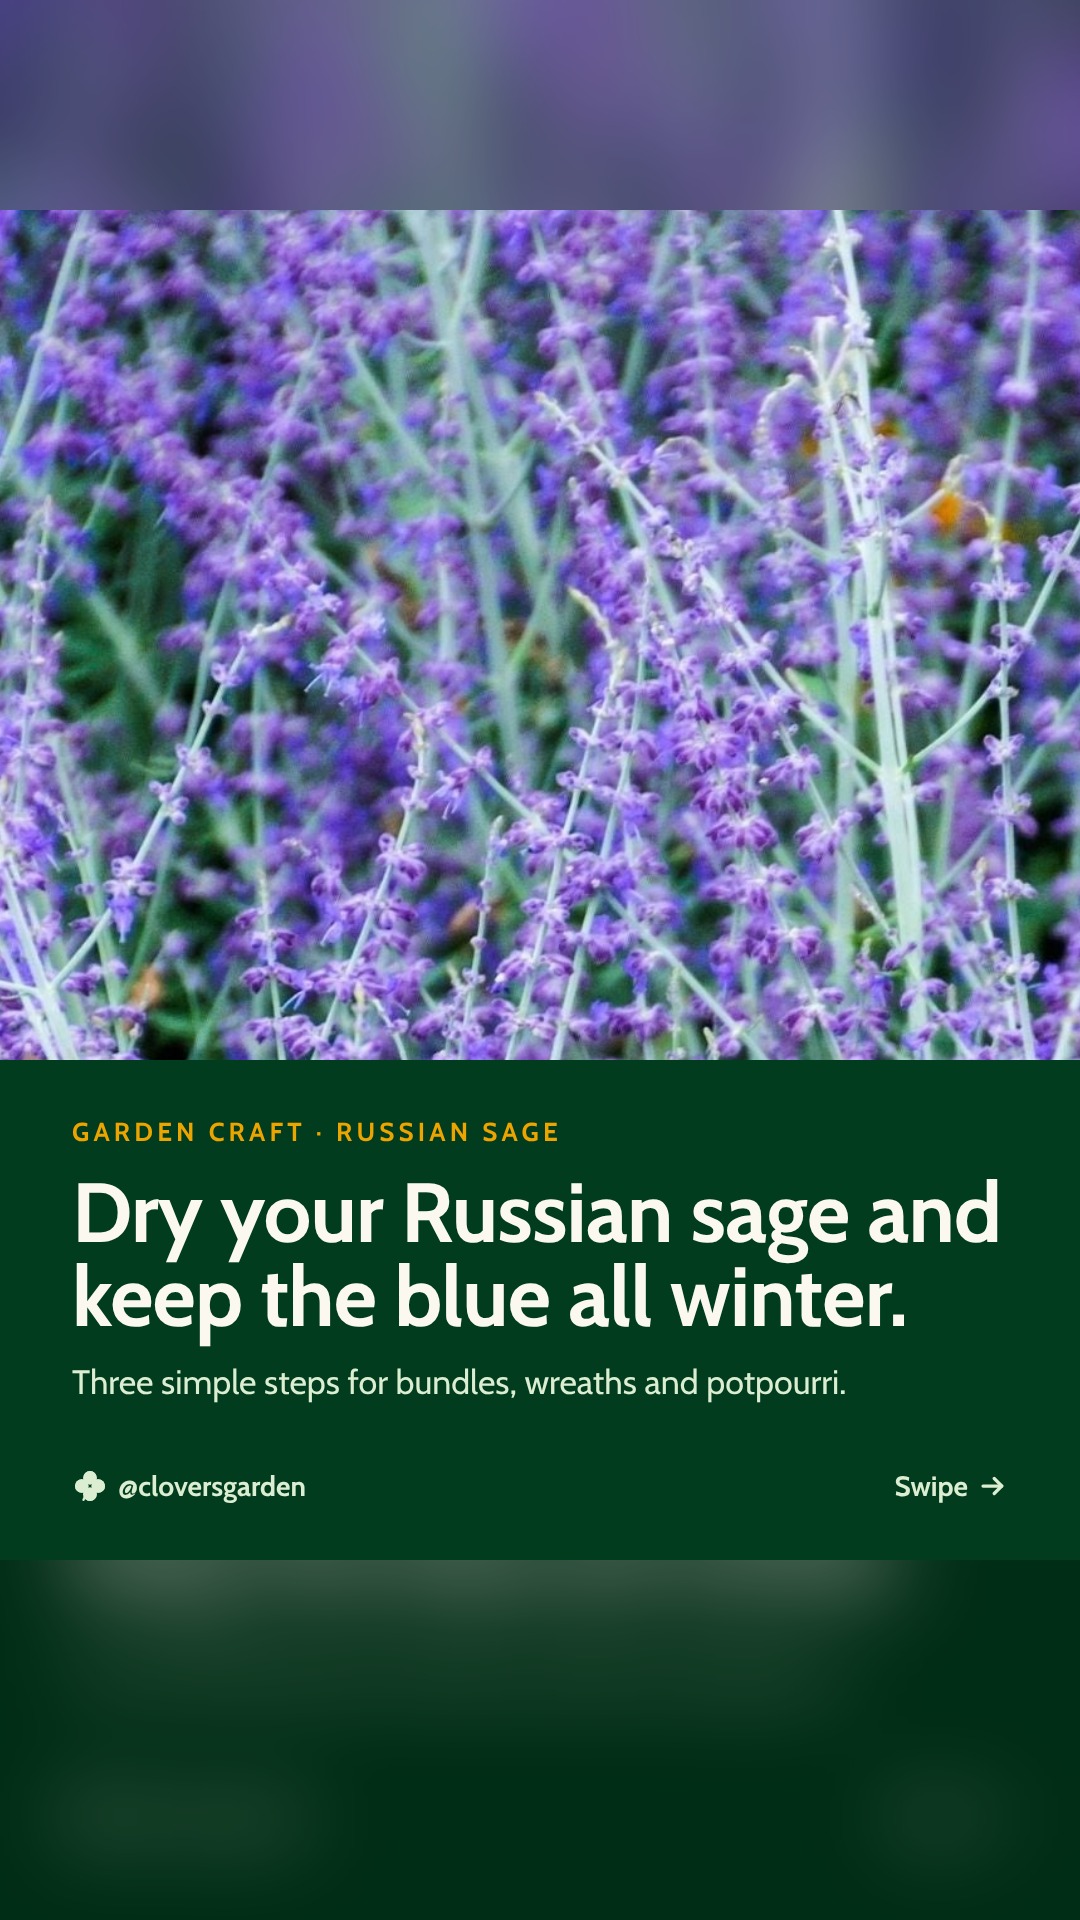 GARDEN CRAFT · RUSSIAN SAGE
Dry your Russian sage and
keep the blue all winter.
Three simple steps for bundles, wreaths and potpourri.
@cloversgarden
Swipe →